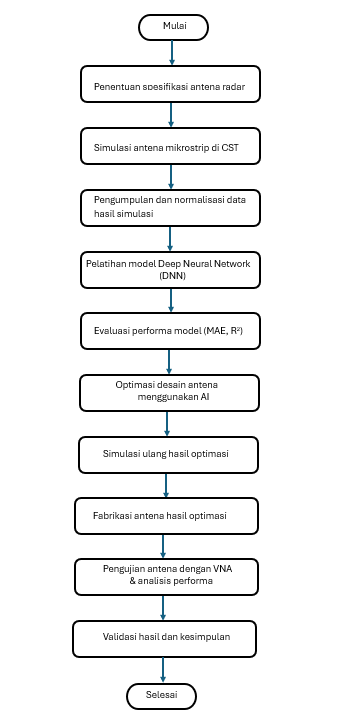 Mulai
Penentuan spesifikasi antena radar
Simulasi antena mikrostrip di CST
Pengumpulan dan normalisasi data
hasil simulasi
Pelatihan model Deep Neural Network
(DNN)
Evaluasi performa model (MAE, R²)
Optimasi desain antena
menggunakan AI
Simulasi ulang hasil optimasi
Fabrikasi antena hasil optimasi
Pengujian antena dengan VNA
& analisis performa
Validasi hasil dan kesimpulan
Selesai